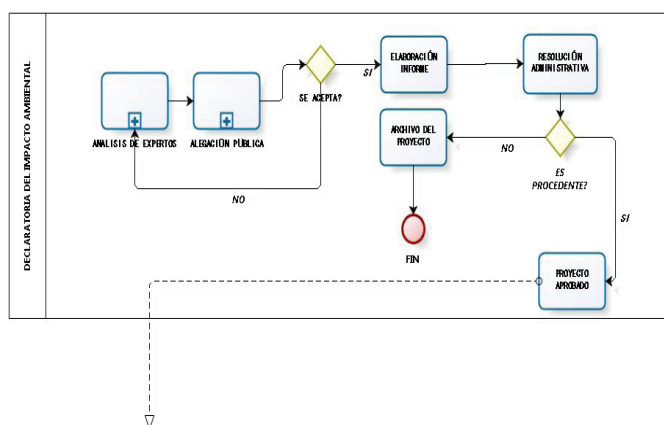 DECLARATORIA DEL IMPACTO AMBIENTAL
ANALISIS DE EXPERTOS
ALEGACIÓN PÚBLICA
SE ACEPTA?
SI
NO
ELABORACIÓN
INFORME
RESOLUCIÓN
ADMINISTRATIVA
ES
PROCEDENTE?
NO
ARCHIVO DEL
PROYECTO
FIN
SI
PROYECTO
APROBADO